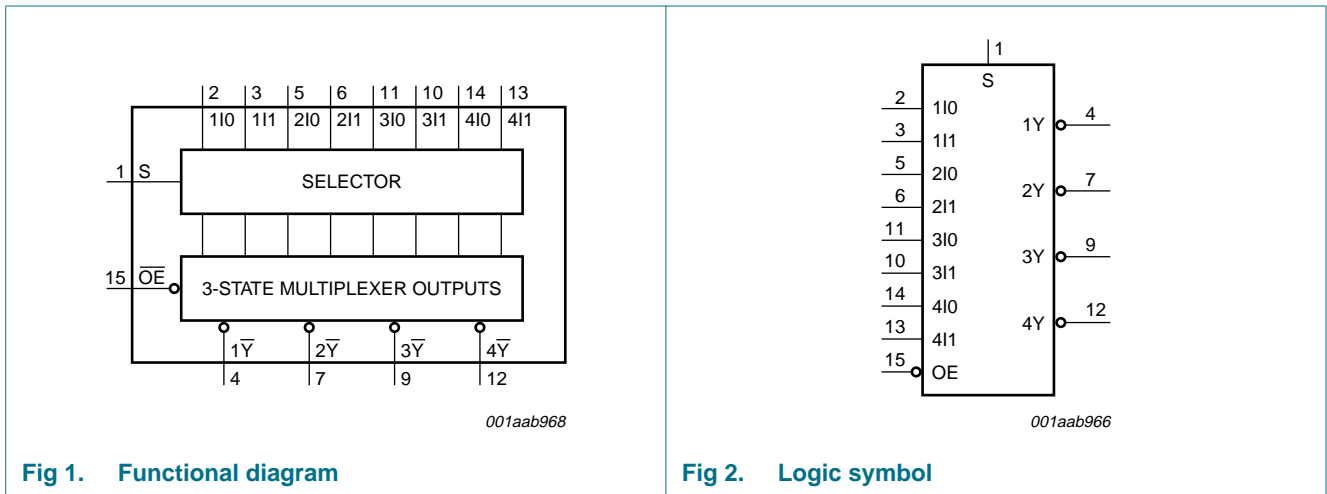 2 3 5 6 11 10 14 13
1I0 1I1 2I0 2I1 3I0 3I1 4I0 4I1
1 S
SELECTOR
15 O̅E̅
3-STATE MULTIPLEXER OUTPUTS
1Y̅ 2Y̅ 3Y̅ 4Y̅
4 7 9 12
001aab968
Fig 1. Functional diagram
1
S
2 1I0
3 1I1
5 2I0
6 2I1
11 3I0
10 3I1
14 4I0
13 4I1
15 OE
1Y 4
2Y 7
3Y 9
4Y 12
001aab966
Fig 2. Logic symbol